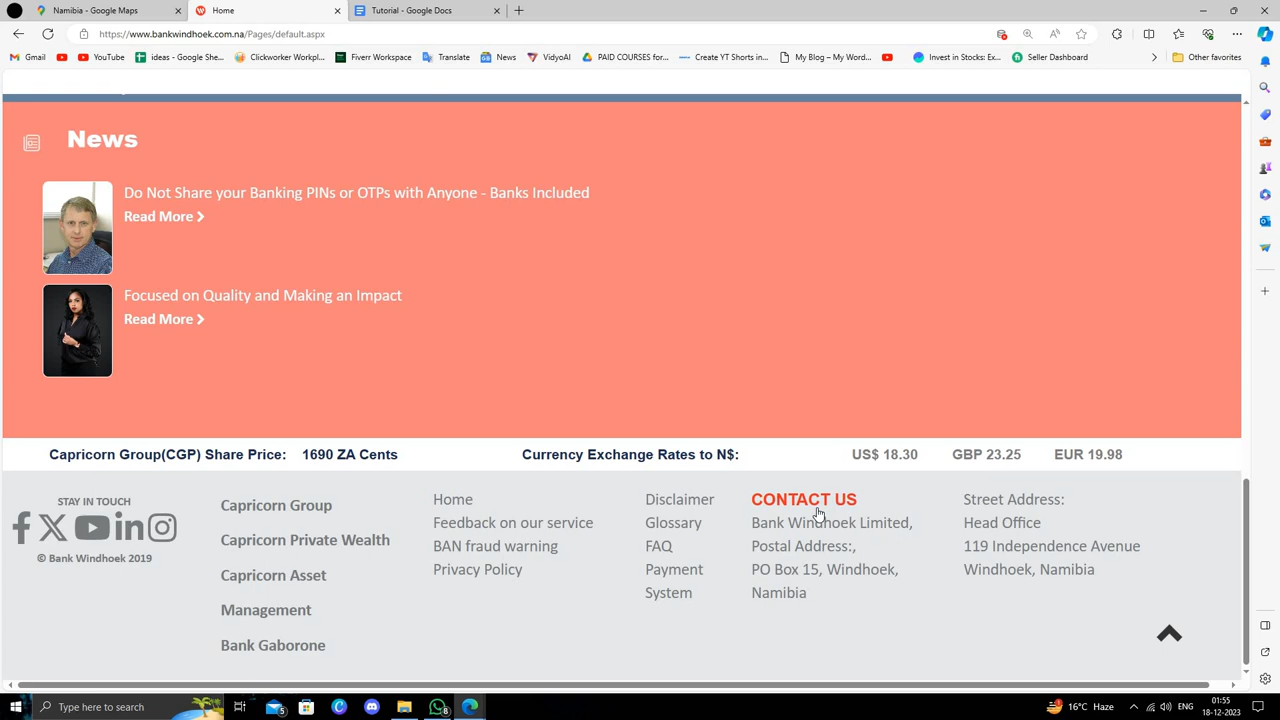 Namibia - Google Maps
Home
Tutorial - Google Docs
https://www.bankwindhoek.com.na/Pages/default.aspx
Gmail
YouTube
ideas - Google She...
Clickworker Workpl...
Fiverr Workspace
Translate
News
VidyoAI
PAID COURSES for...
Create YT Shorts in...
My Blog – My Word...
Invest in Stocks: Ex...
Seller Dashboard
Other favorites
News
Do Not Share your Banking PINs or OTPs with Anyone - Banks Included
Read More
Focused on Quality and Making an Impact
Read More
Capricorn Group(CGP) Share Price: 1690 ZA Cents
Currency Exchange Rates to N$: US$ 18.30 GBP 23.25 EUR 19.98
STAY IN TOUCH
© Bank Windhoek 2019
Capricorn Group
Capricorn Private Wealth
Capricorn Asset
Management
Bank Gaborone
Home
Feedback on our service
BAN fraud warning
Privacy Policy
Disclaimer
Glossary
FAQ
Payment
System
CONTACT US
Bank Windhoek Limited,
Postal Address:,
PO Box 15, Windhoek,
Namibia
Street Address:
Head Office
119 Independence Avenue
Windhoek, Namibia
Type here to search
16°C Haze
ENG
01:55
18-12-2023